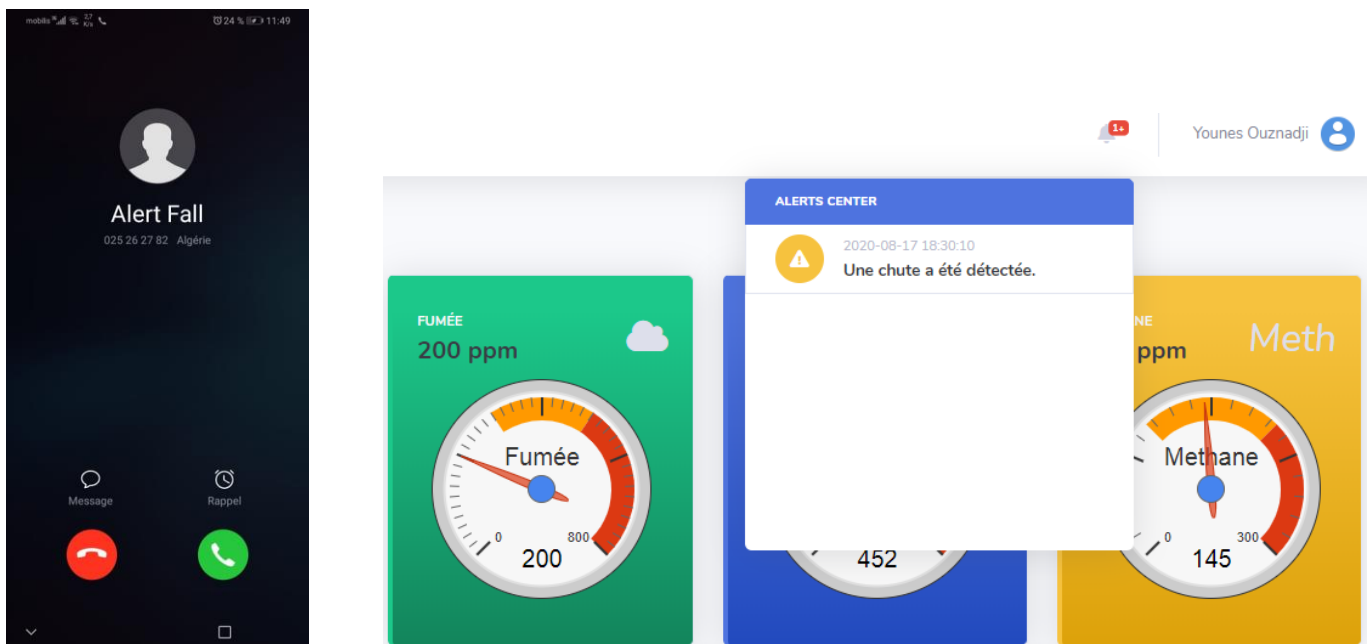 mobilis
2,7
K/s
24 % 11:49
Alert Fall
025 26 27 82 Algérie
Message
Rappel
1+
Younes Ouznadji
ALERTS CENTER
2020-08-17 18:30:10
Une chute a été détectée.
FUMÉE
200 ppm
Fumée
0
800
200
452
NE
ppm
Meth
Methane
0
300
145